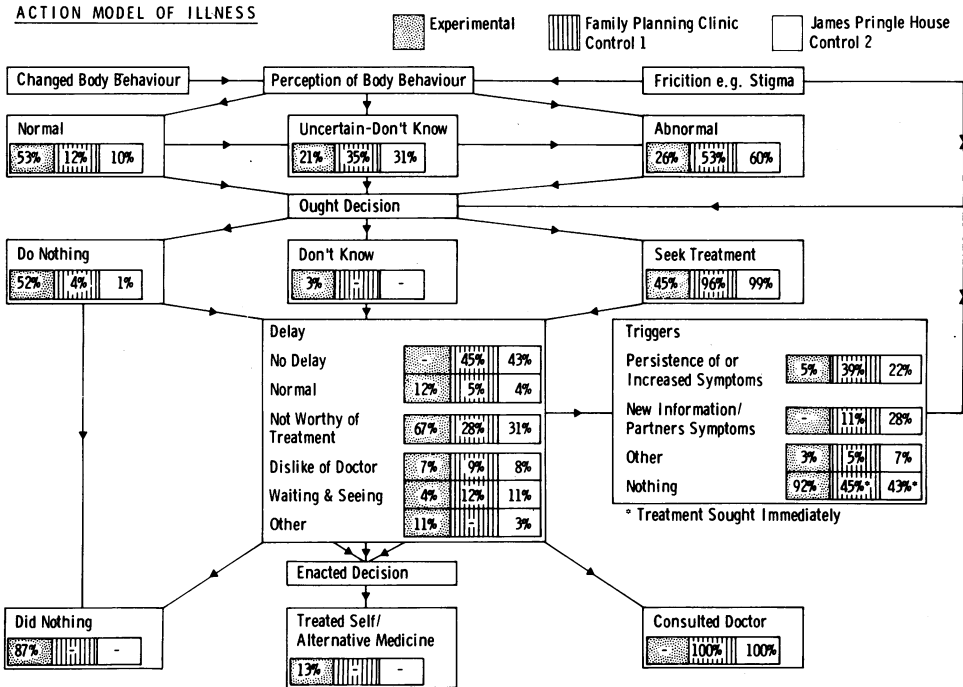 ACTION MODEL OF ILLNESS
Experimental
Family Planning Clinic
Control 1
James Pringle House
Control 2
Changed Body Behaviour
Perception of Body Behaviour
Fricition e.g. Stigma
Normal
53% 12% 10%
Uncertain-Don't Know
21% 35% 31%
Abnormal
26% 53% 60%
Ought Decision
Do Nothing
52% 4% 1%
Don't Know
3% - -
Seek Treatment
45% 96% 99%
Delay
No Delay - 45% 43%
Normal 12% 5% 4%
Not Worthy of
Treatment 67% 28% 31%
Dislike of Doctor 7% 9% 8%
Waiting & Seeing 4% 12% 11%
Other 11% - 3%
Triggers
Persistence of or
Increased Symptoms 5% 39% 22%
New Information/
Partners Symptoms - 11% 28%
Other 3% 5% 7%
Nothing 92% 45%* 43%*
* Treatment Sought Immediately
Enacted Decision
Did Nothing
87% - -
Treated Self/
Alternative Medicine
13% - -
Consulted Doctor
- 100% 100%